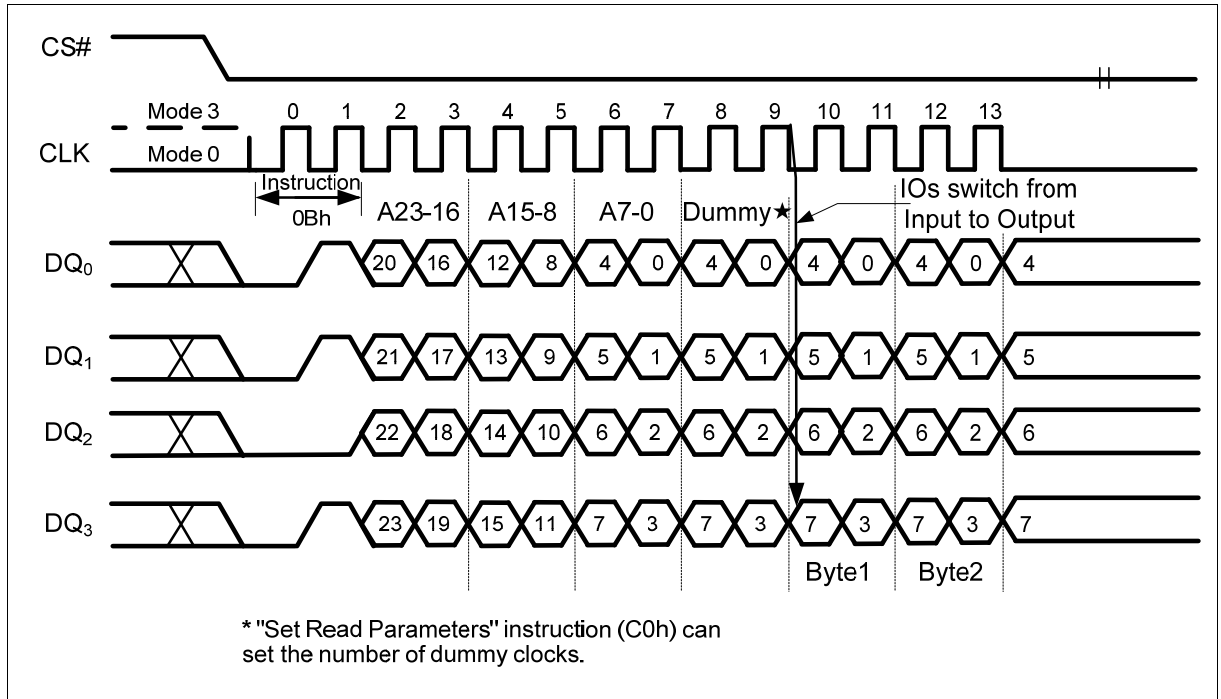 CS#
Mode 3
0 1 2 3 4 5 6 7 8 9 10 11 12 13
CLK
Mode 0
Instruction
0Bh
A23-16 A15-8 A7-0 Dummy★
IOs switch from
Input to Output
DQ₀ 20 16 12 8 4 0 4 0 4 0 4 0 4
DQ₁ 21 17 13 9 5 1 5 1 5 1 5 1 5
DQ₂ 22 18 14 10 6 2 6 2 6 2 6 2 6
DQ₃ 23 19 15 11 7 3 7 3 7 3 7 3 7
Byte1 Byte2
* "Set Read Parameters" instruction (C0h) can
set the number of dummy clocks.